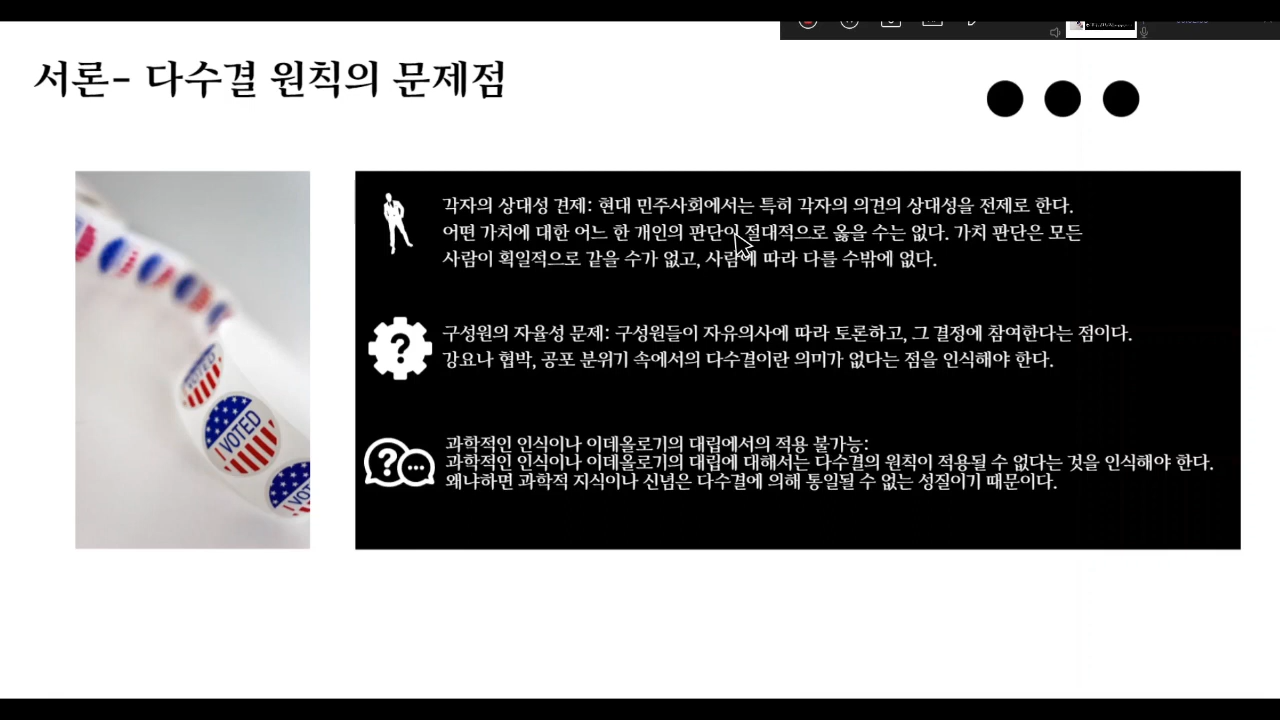 서론- 다수결 원칙의 문제점
각자의 상대성 견제: 현대 민주사회에서는 특히 각자의 의견의 상대성을 전제로 한다.
어떤 가치에 대한 어느 한 개인의 판단이 절대적으로 옳을 수는 없다. 가치 판단은 모든
사람이 획일적으로 같을 수가 없고, 사람에 따라 다를 수밖에 없다.
구성원의 자율성 문제: 구성원들이 자유의사에 따라 토론하고, 그 결정에 참여한다는 점이다.
강요나 협박, 공포 분위기 속에서의 다수결이란 의미가 없다는 점을 인식해야 한다.
과학적인 인식이나 이데올로기의 대립에서의 적용 불가능:
과학적인 인식이나 이데올로기의 대립에 대해서는 다수결의 원칙이 적용될 수 없다는 것을 인식해야 한다.
왜냐하면 과학적 지식이나 신념은 다수결에 의해 통일될 수 없는 성질이기 때문이다.
VOTED
VOTED
VOT